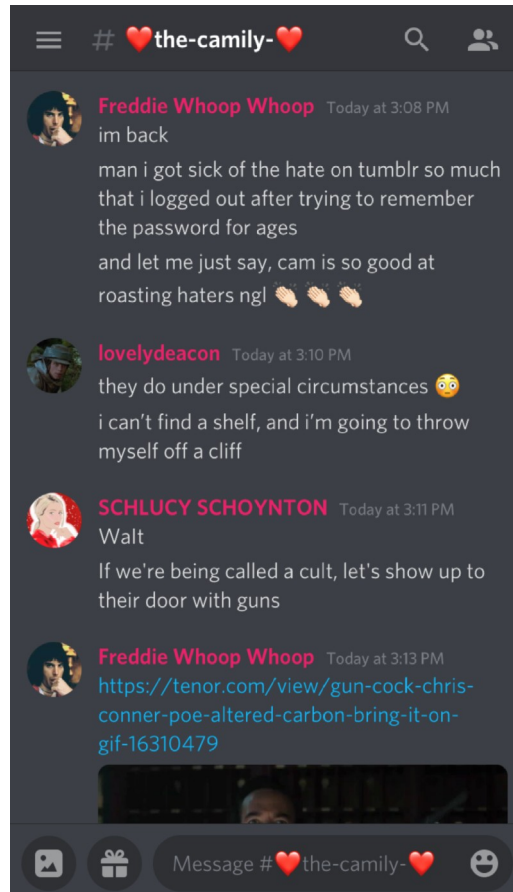 # ❤️the-camily-❤️
Freddie Whoop Whoop Today at 3:08 PM
im back
man i got sick of the hate on tumblr so much
that i logged out after trying to remember
the password for ages
and let me just say, cam is so good at
roasting haters ngl 👏🏻 👏🏻 👏🏻
lovelydeacon Today at 3:10 PM
they do under special circumstances 😳
i can't find a shelf, and i'm going to throw
myself off a cliff
SCHLUCY SCHOYNTON Today at 3:11 PM
Walt
If we're being called a cult, let's show up to
their door with guns
Freddie Whoop Whoop Today at 3:13 PM
https://tenor.com/view/gun-cock-chris-
conner-poe-altered-carbon-bring-it-on-
gif-16310479
Message #❤️the-camily-❤️